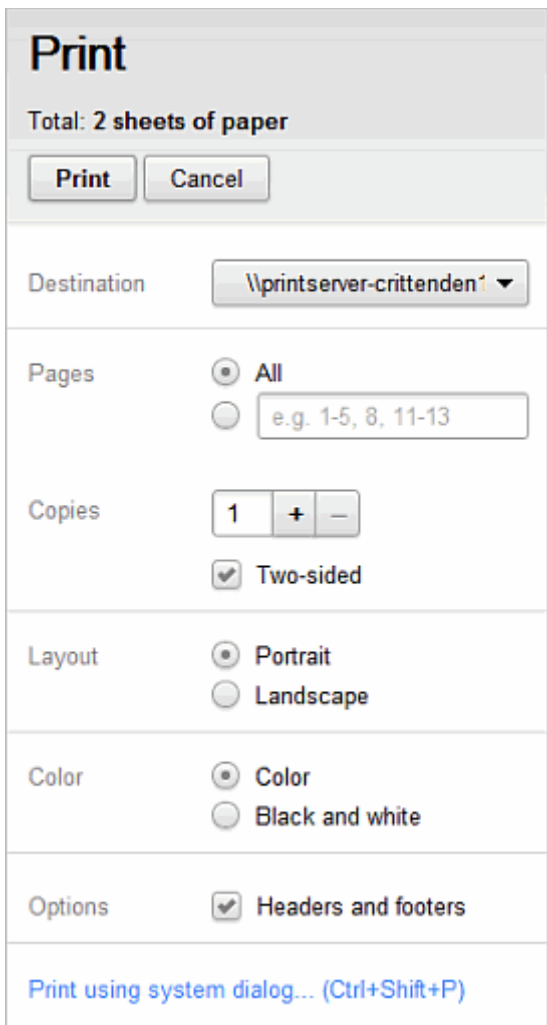 Print
Total: 2 sheets of paper
Print Cancel
Destination \\printserver-crittenden1
Pages All
e.g. 1-5, 8, 11-13
Copies 1 + –
Two-sided
Layout Portrait
Landscape
Color Color
Black and white
Options Headers and footers
Print using system dialog... (Ctrl+Shift+P)